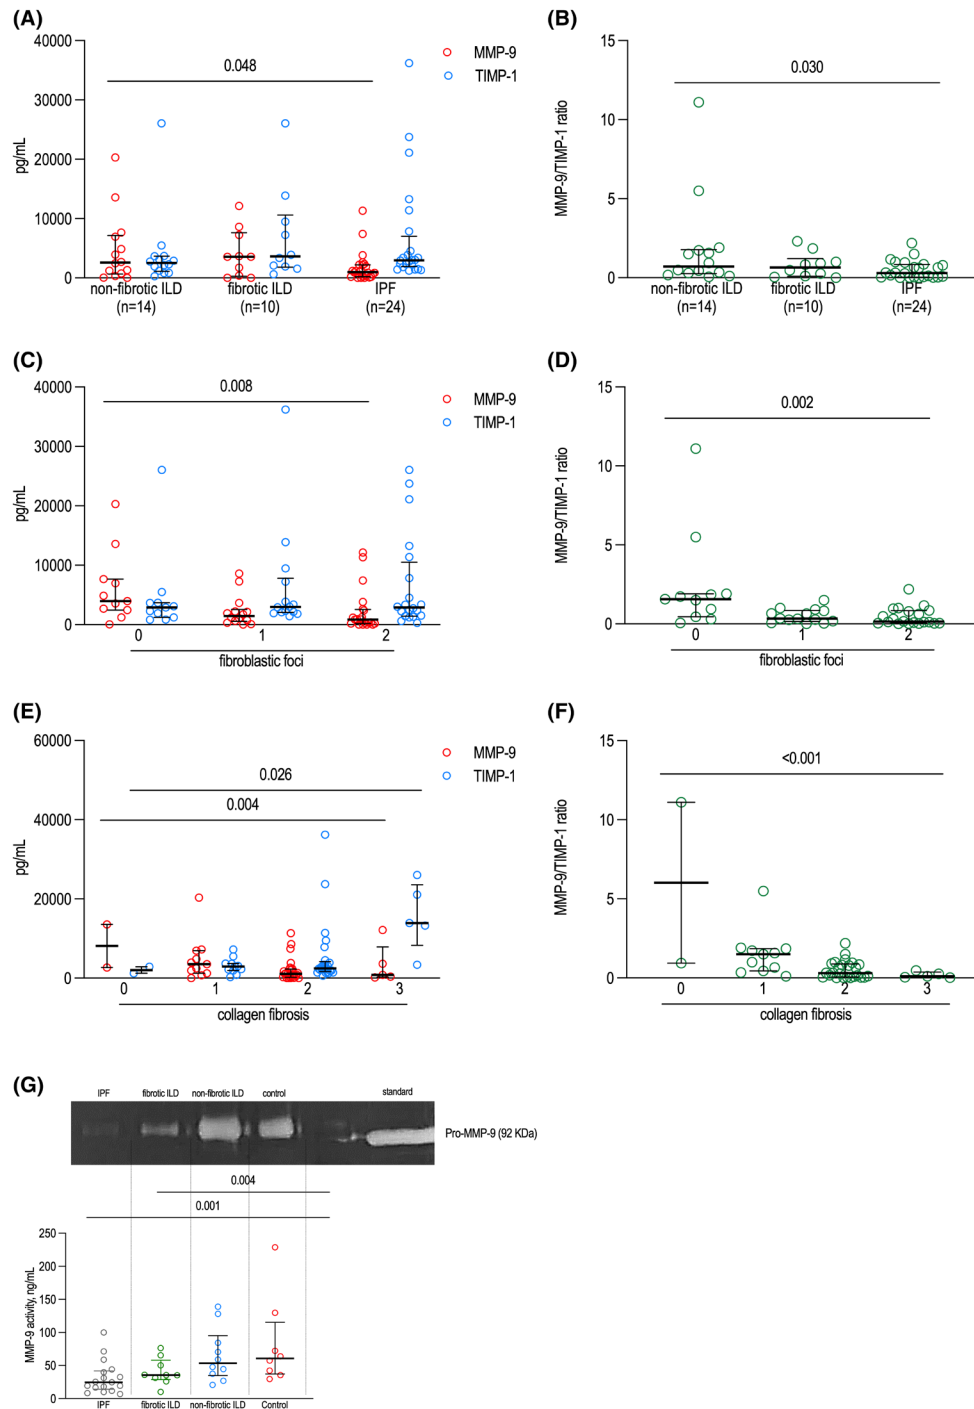 (A)
40000
30000
20000
10000
0
pg/mL
0.048
MMP-9
TIMP-1
non-fibrotic ILD
(n=14)
fibrotic ILD
(n=10)
IPF
(n=24)
(B)
15
10
5
0
MMP-9/TIMP-1 ratio
0.030
non-fibrotic ILD
(n=14)
fibrotic ILD
(n=10)
IPF
(n=24)
(C)
40000
30000
20000
10000
0
pg/mL
0.008
MMP-9
TIMP-1
0 1 2
fibroblastic foci
(D)
15
10
5
0
MMP-9/TIMP-1 ratio
0.002
0 1 2
fibroblastic foci
(E)
60000
40000
20000
0
pg/mL
0.026
0.004
MMP-9
TIMP-1
0 1 2 3
collagen fibrosis
(F)
15
10
5
0
MMP-9/TIMP-1 ratio
<0.001
0 1 2 3
collagen fibrosis
(G)
IPF fibrotic ILD non-fibrotic ILD control standard
Pro-MMP-9 (92 KDa)
0.004
0.001
250
200
150
100
50
0
MMP-9 activity, ng/mL
IPF fibrotic ILD non-fibrotic ILD Control